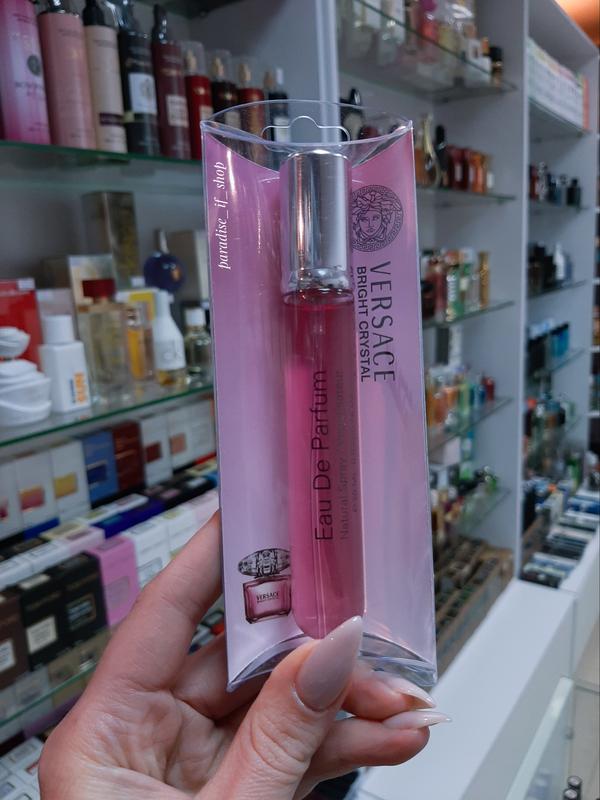 paradise_if_shop
VERSACE
BRIGHT CRYSTAL
Eau De Parfum
Natural Spray
VERSACE